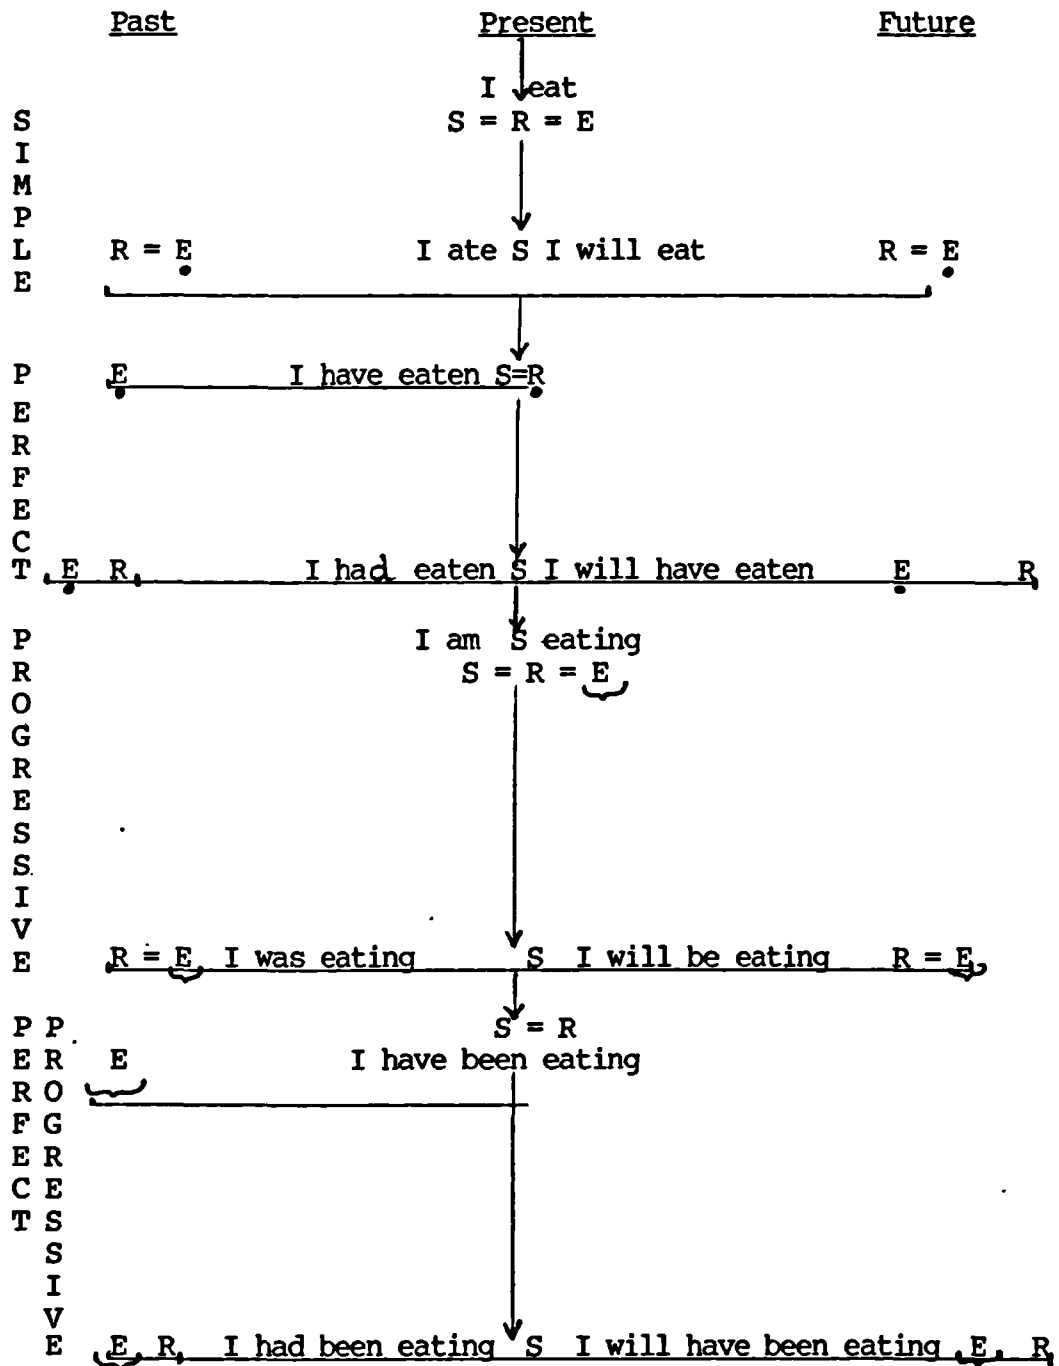 Past Present Future
I eat
S = R = E
SIMPLE
R = E I ate S I will eat R = E
E I have eaten S=R
PERFECT
E R I had eaten S I will have eaten E R
I am S eating
S = R = E
PROGRESSIVE
R = E I was eating S I will be eating R = E
S = R
E I have been eating
PERFECT
PROGRESSIVE
E R I had been eating S I will have been eating E R